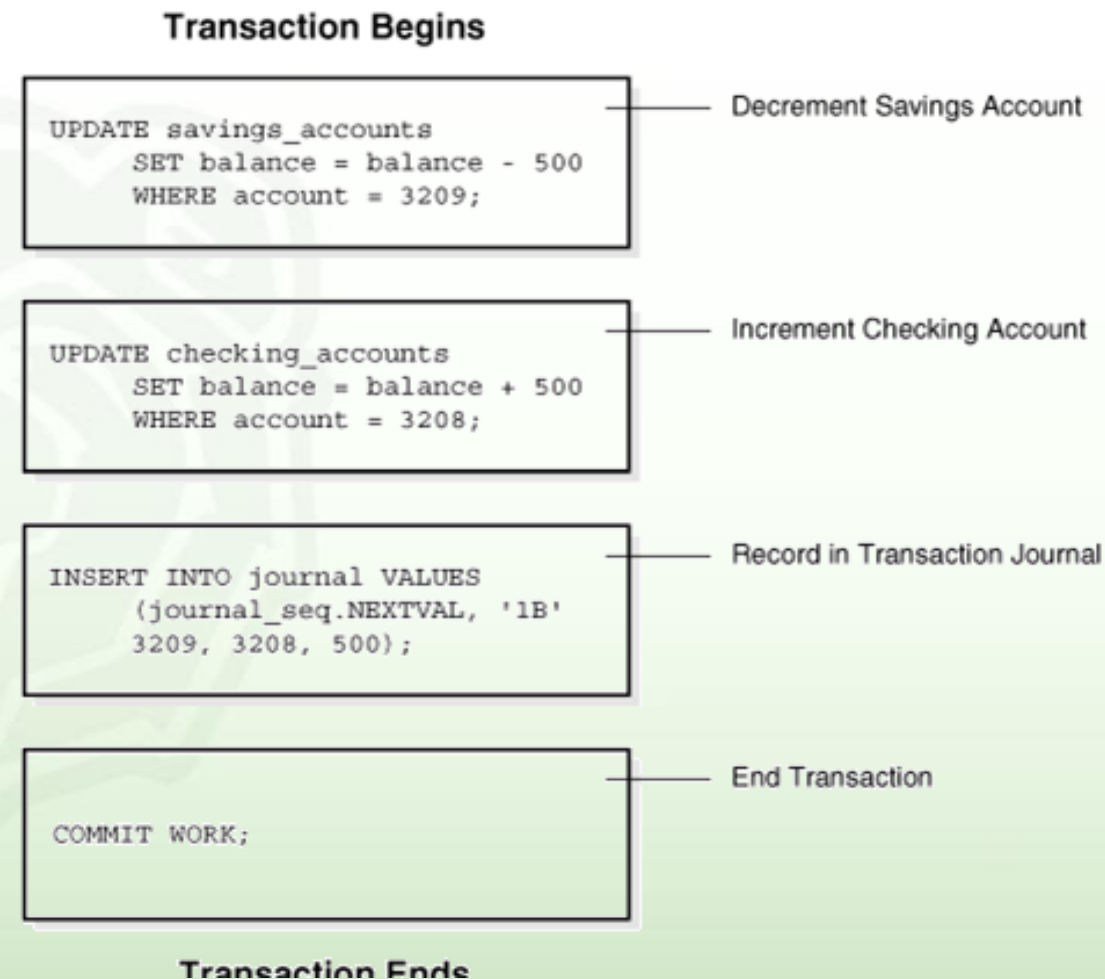 Transaction Begins
Decrement Savings Account
UPDATE savings_accounts
SET balance = balance - 500
WHERE account = 3209;
Increment Checking Account
UPDATE checking_accounts
SET balance = balance + 500
WHERE account = 3208;
Record in Transaction Journal
INSERT INTO journal VALUES
(journal_seq.NEXTVAL, '1B'
3209, 3208, 500);
End Transaction
COMMIT WORK;
Transaction Ends